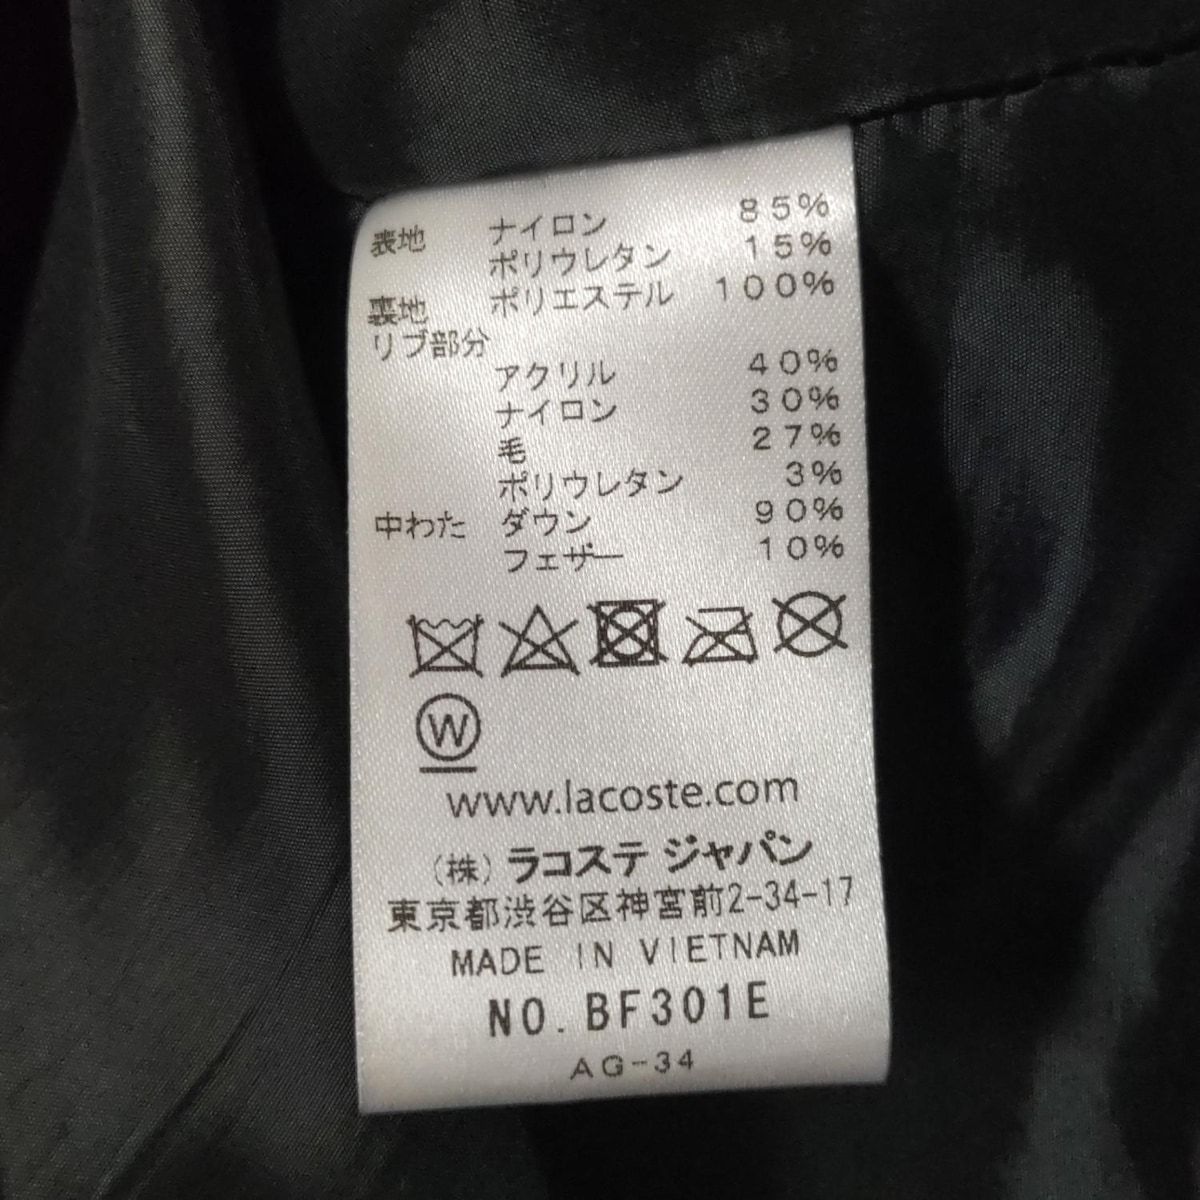 表地 ナイロン 85%
ポリウレタン 15%
裏地 ポリエステル 100%
リブ部分
アクリル 40%
ナイロン 30%
毛 27%
ポリウレタン 3%
中わた ダウン 90%
フェザー 10%
W
www.lacoste.com
(株) ラコステ ジャパン
東京都渋谷区神宮前2-34-17
MADE IN VIETNAM
NO. BF301E
AG-34